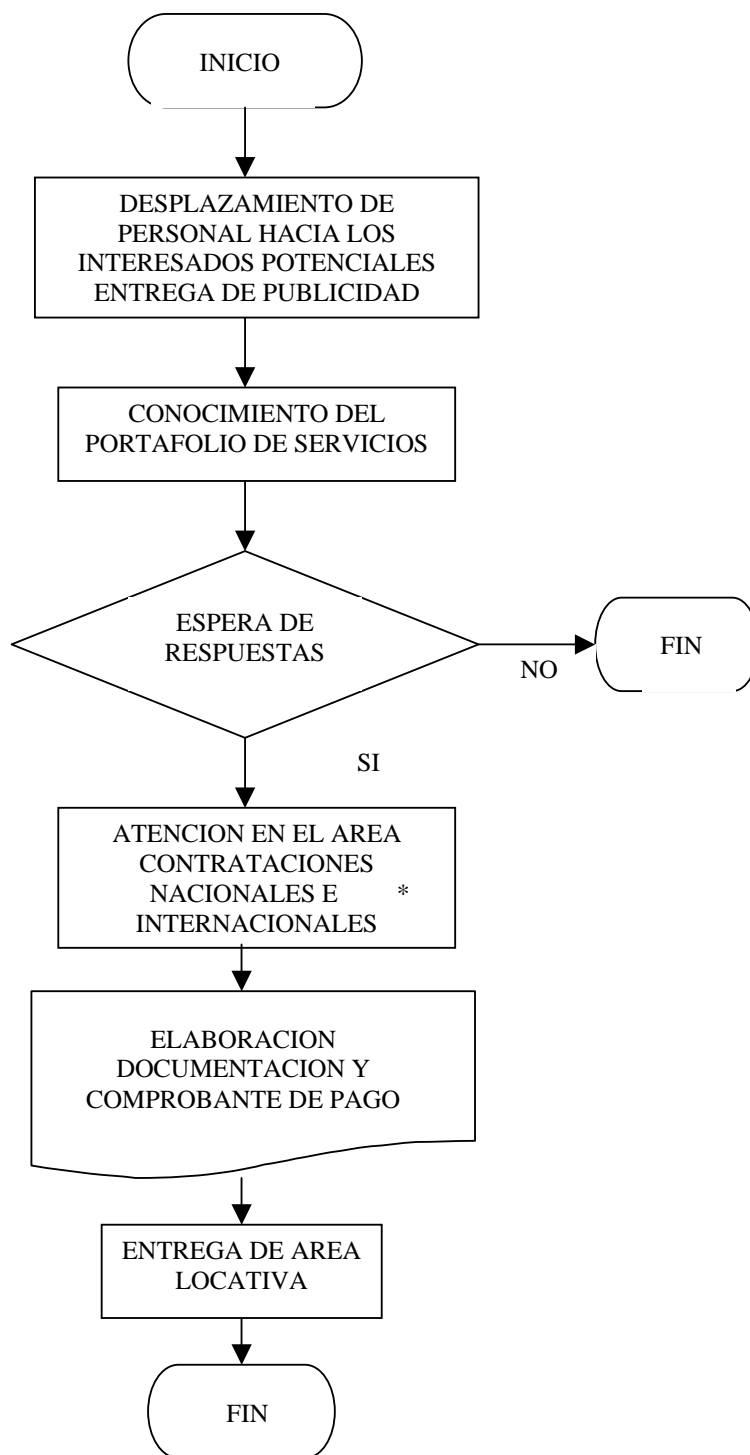 INICIO
DESPLAZAMIENTO DE
PERSONAL HACIA LOS
INTERESADOS POTENCIALES
ENTREGA DE PUBLICIDAD
CONOCIMIENTO DEL
PORTAFOLIO DE SERVICIOS
ESPERA DE
RESPUESTAS
NO
FIN
SI
ATENCION EN EL AREA
CONTRATACIONES
NACIONALES E *
INTERNACIONALES
ELABORACION
DOCUMENTACION Y
COMPROBANTE DE PAGO
ENTREGA DE AREA
LOCATIVA
FIN